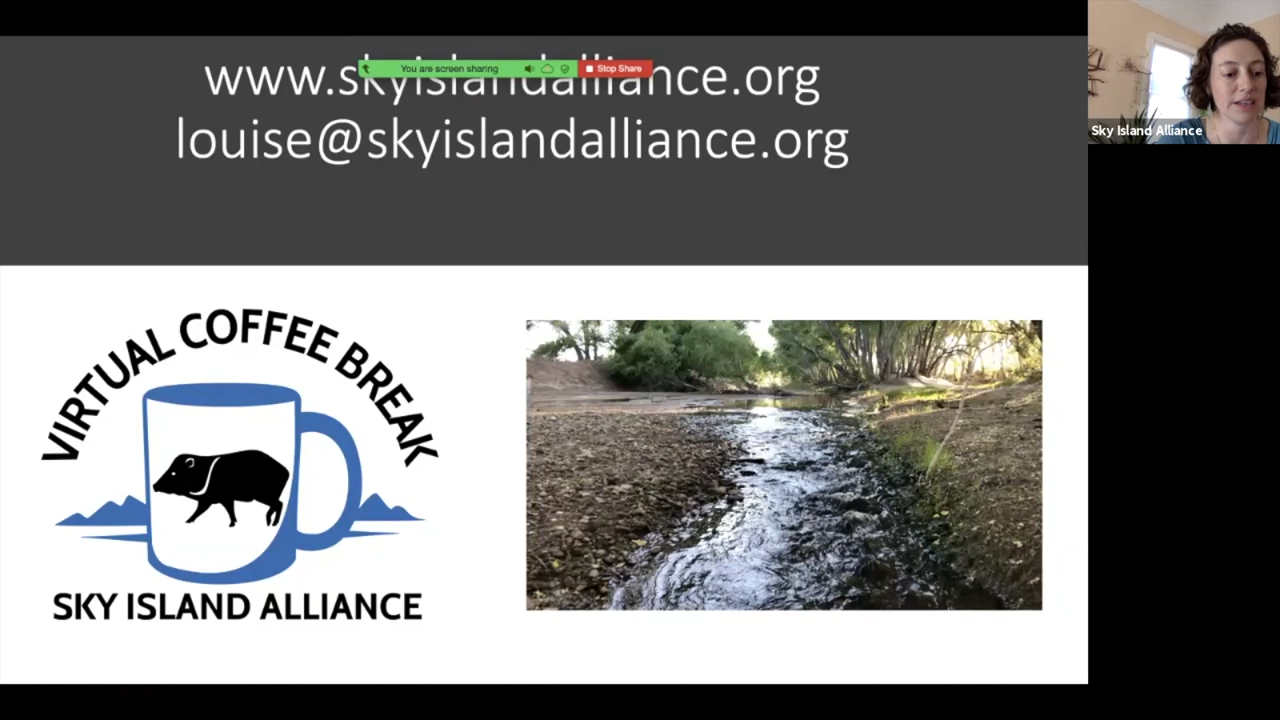 www.skyislandalliance.org
You are screen sharing
Stop Share
louise@skyislandalliance.org
Sky Island Alliance
VIRTUAL COFFEE BREAK
SKY ISLAND ALLIANCE